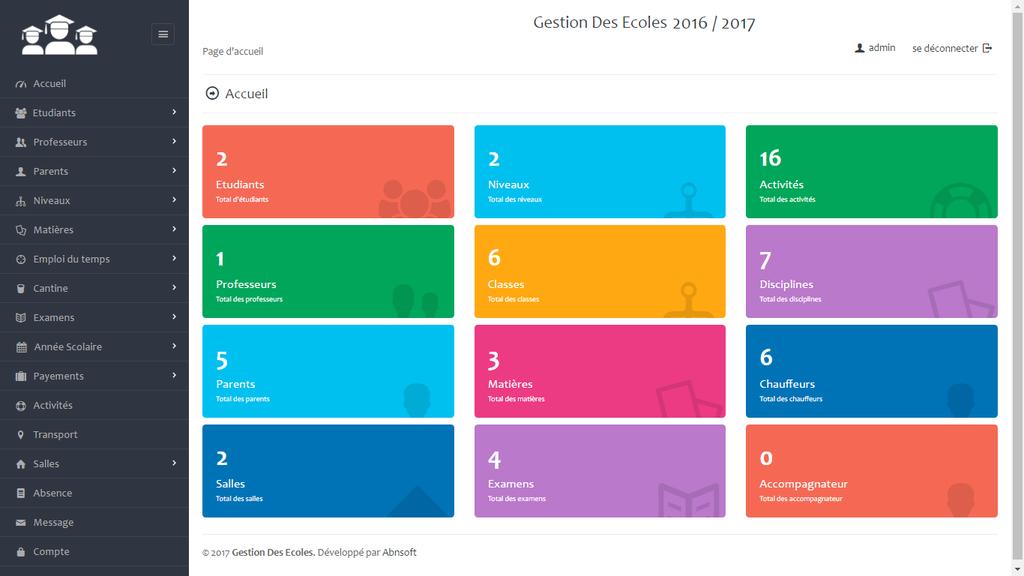 Gestion Des Ecoles 2016 / 2017
Page d'accueil
admin
se déconnecter
Accueil
Etudiants
Professeurs
Parents
Niveaux
Matières
Emploi du temps
Cantine
Examens
Année Scolaire
Payements
Activités
Transport
Salles
Absence
Message
Compte
Accueil
2
Etudiants
Total d'étudiants
2
Niveaux
Total des niveaux
16
Activités
Total des activités
1
Professeurs
Total des professeurs
6
Classes
Total des classes
7
Disciplines
Total des disciplines
5
Parents
Total des parents
3
Matières
Total des matières
6
Chauffeurs
Total des chauffeurs
2
Salles
Total des salles
4
Examens
Total des examens
0
Accompagnateur
Total des accompagnateur
© 2017 Gestion Des Ecoles. Développé par Abnsoft